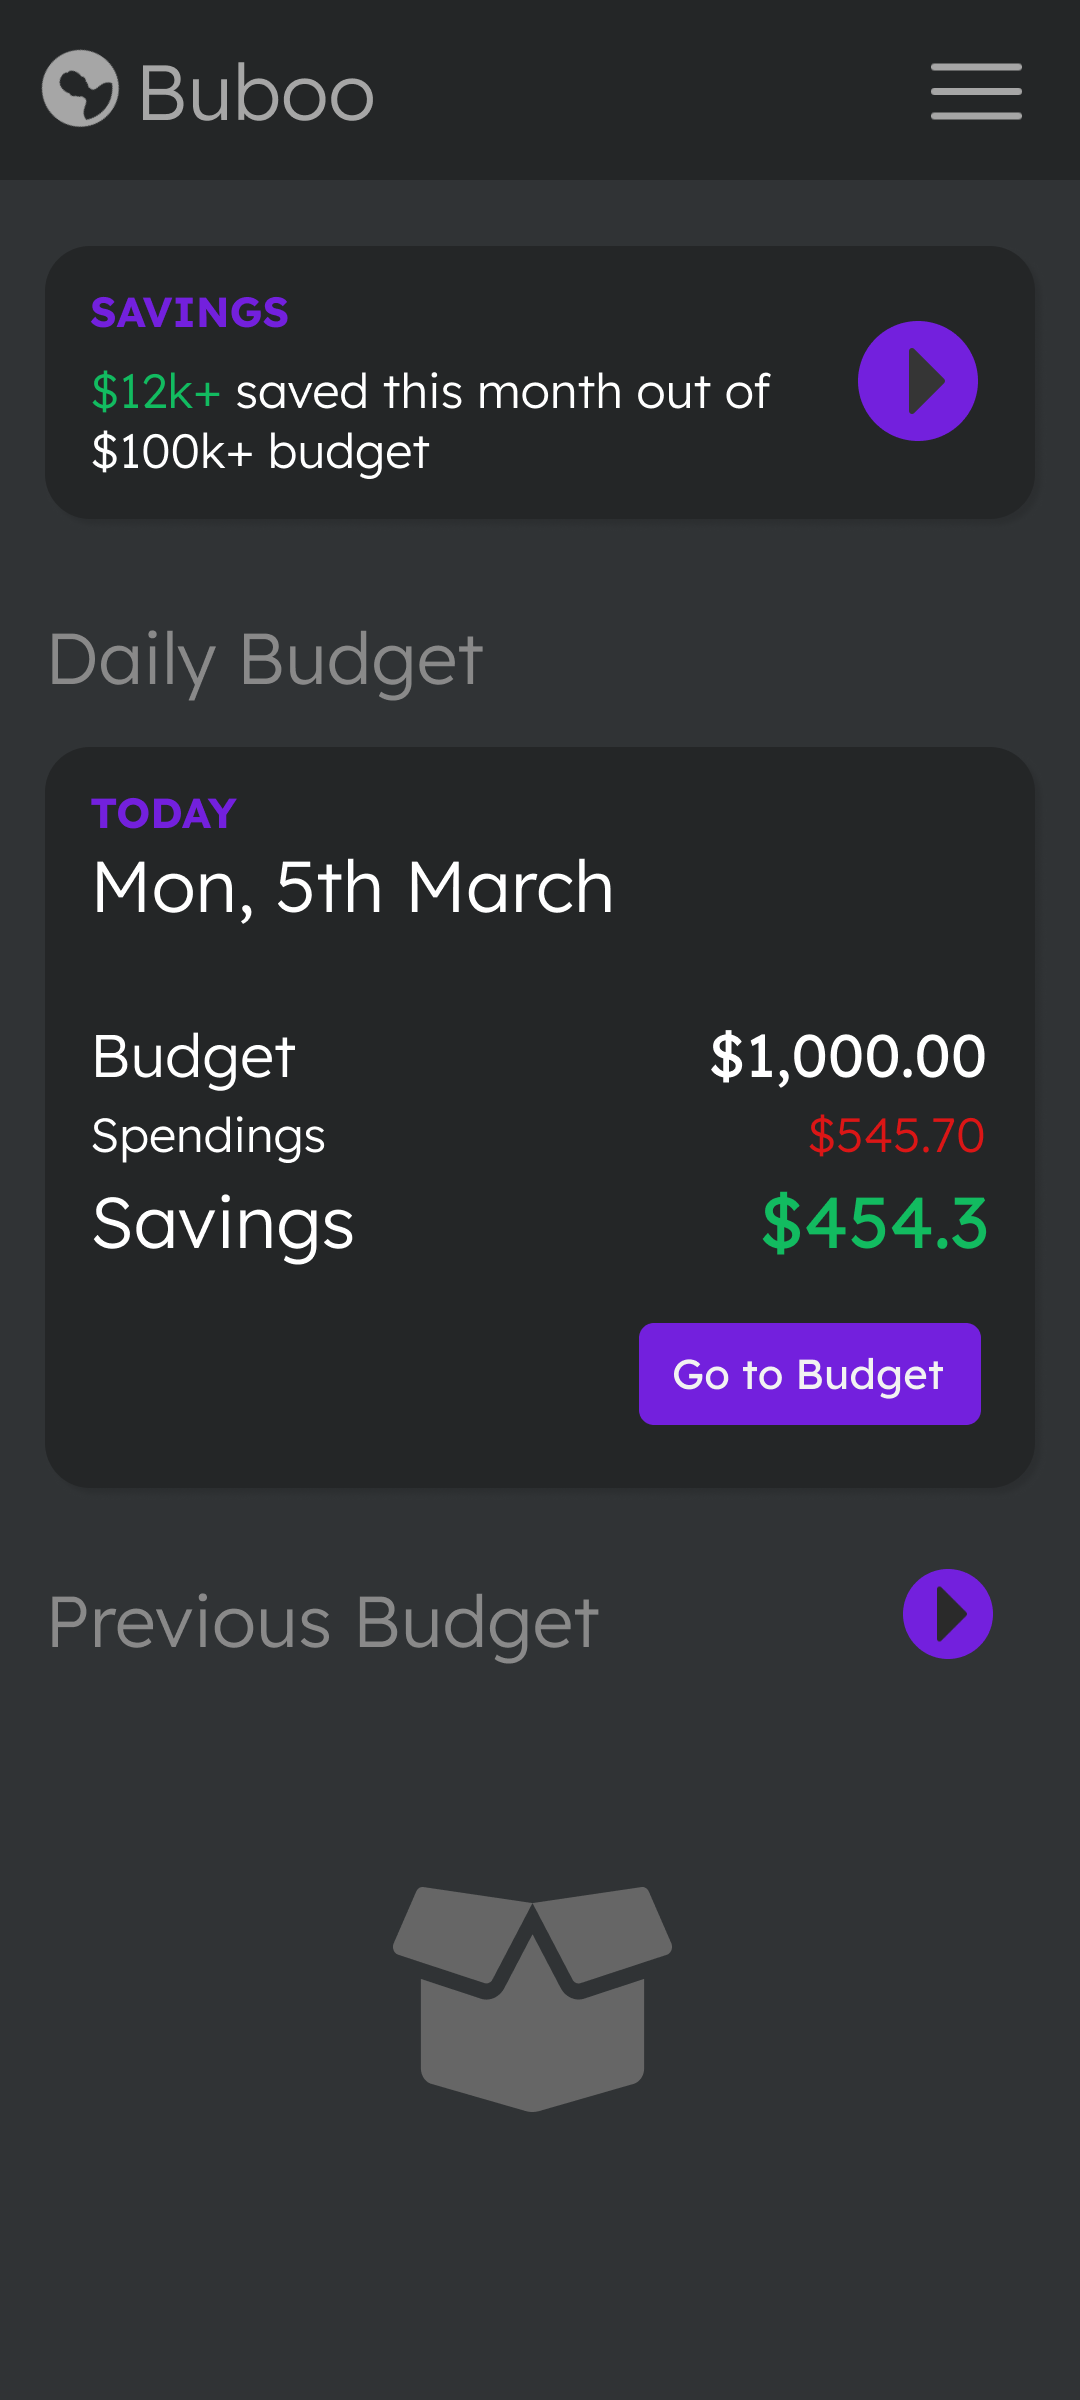 Buboo
SAVINGS
$12k+ saved this month out of
$100k+ budget
Daily Budget
TODAY
Mon, 5th March
Budget $1,000.00
Spendings $545.70
Savings $454.3
Go to Budget
Previous Budget